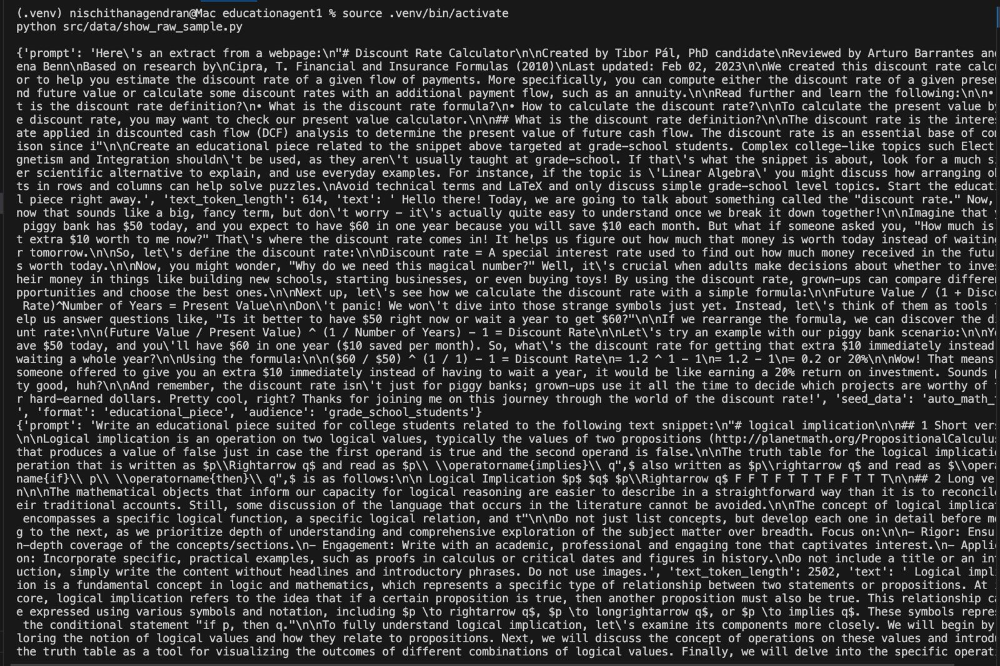 (.venv) nischithanagendran@Mac educationagent1 % source .venv/bin/activate
python src/data/show_raw_sample.py
{'prompt': 'Here\'s an extract from a webpage:\n"# Discount Rate Calculator\n\nCreated by Tibor Pál, PhD candidate\nReviewed by Arturo Barrantes and
ena Benn\nBased on research by\nCipra, T. Financial and Insurance Formulas (2010)\nLast updated: Feb 02, 2023\n\nWe created this discount rate calcu
or to help you estimate the discount rate of a given flow of payments. More specifically, you can compute either the discount rate of a given presen
nd future value or calculate some discount rates with an additional payment flow, such as an annuity.\n\nRead further and learn the following:\n\n•
t is the discount rate definition?\n• What is the discount rate formula?\n• How to calculate the discount rate?\n\nTo calculate the present value by
e discount rate, you may want to check our present value calculator.\n\n## What is the discount rate definition?\n\nThe discount rate is the interes
ate applied in discounted cash flow (DCF) analysis to determine the present value of future cash flow. The discount rate is an essential base of com
ison since i"\n\nCreate an educational piece related to the snippet above targeted at grade-school students. Complex college-like topics such Elect
gnetism and Integration shouldn\'t be used, as they aren\'t usually taught at grade-school. If that\'s what the snippet is about, look for a much si
er scientific alternative to explain, and use everyday examples. For instance, if the topic is \'Linear Algebra\' you might discuss how arranging ob
ts in rows and columns can help solve puzzles.\nAvoid technical terms and LaTeX and only discuss simple grade-school level topics. Start the educati
l piece right away.', 'text_token_length': 614, 'text': ' Hello there! Today, we are going to talk about something called the "discount rate." Now,
now that sounds like a big, fancy term, but don\'t worry - it\'s actually quite easy to understand once we break it down together!\n\nImagine that y
piggy bank has $50 today, and you expect to have $60 in one year because you will save $10 each month. But what if someone asked you, "How much is
t extra $10 worth to me now?" That\'s where the discount rate comes in! It helps us figure out how much that money is worth today instead of waiting
r tomorrow.\n\nSo, let\'s define the discount rate:\n\nDiscount rate = A special interest rate used to find out how much money received in the futu
s worth today.\n\nNow, you might wonder, "Why do we need this magical number?" Well, it\'s crucial when adults make decisions about whether to inves
heir money in things like building new schools, starting businesses, or even buying toys! By using the discount rate, grown-ups can compare differen
pportunities and choose the best ones.\n\nNext up, let\'s see how we calculate the discount rate with a simple formula:\n\nFuture Value / (1 + Disco
Rate)^Number of Years = Present Value\n\nDon\'t panic! We won\'t dive into those strange symbols just yet. Instead, let\'s think of them as tools t
elp us answer questions like, "Is it better to have $50 right now or wait a year to get $60?"\n\nIf we rearrange the formula, we can discover the di
unt rate:\n\n(Future Value / Present Value) ^ (1 / Number of Years) - 1 = Discount Rate\n\nLet\'s try an example with our piggy bank scenario:\n\nYo
ave $50 today, and you\'ll have $60 in one year ($10 saved per month). So, what\'s the discount rate for getting that extra $10 immediately instead
waiting a whole year?\n\nUsing the formula:\n\n($60 / $50) ^ (1 / 1) - 1 = Discount Rate\n= 1.2 ^ 1 - 1\n= 1.2 - 1\n= 0.2 or 20%\n\nWow! That means
someone offered to give you an extra $10 immediately instead of having to wait a year, it would be like earning a 20% return on investment. Sounds p
ty good, huh?\n\nAnd remember, the discount rate isn\'t just for piggy banks; grown-ups use it all the time to decide which projects are worthy of t
r hard-earned dollars. Pretty cool, right? Thanks for joining me on this journey through the world of the discount rate!', 'seed_data': 'auto_math_t
', 'format': 'educational_piece', 'audience': 'grade_school_students'}
{'prompt': 'Write an educational piece suited for college students related to the following text snippet:\n"# logical implication\n\n## 1 Short vers
\n\nLogical implication is an operation on two logical values, typically the values of two propositions (http://planetmath.org/PropositionalCalculus
that produces a value of false just in case the first operand is true and the second operand is false.\n\nThe truth table for the logical implicatio
peration that is written as $p\\Rightarrow q$ and read as $p\\ \\operatorname{implies}\\ q",$ also written as $p\\rightarrow q$ and read as $\\opera
name{if}\\ p\\ \\operatorname{then}\\ q",$ is as follows:\n\n Logical Implication $p$ $q$ $p\\Rightarrow q$ F F T F T T T F F T T T\n\n## 2 Long ve
n\n\nThe mathematical objects that inform our capacity for logical reasoning are easier to describe in a straightforward way than it is to reconcile
eir traditional accounts. Still, some discussion of the language that occurs in the literature cannot be avoided.\n\nThe concept of logical implicat
encompasses a specific logical function, a specific logical relation, and t"\n\nDo not just list concepts, but develop each one in detail before mo
g to the next, as we prioritize depth of understanding and comprehensive exploration of the subject matter over breadth. Focus on:\n\n- Rigor: Ensu
n-depth coverage of the concepts/sections.\n- Engagement: Write with an academic, professional and engaging tone that captivates interest.\n- Applic
on: Incorporate specific, practical examples, such as proofs in calculus or critical dates and figures in history.\nDo not include a title or an int
uction, simply write the content without headlines and introductory phrases. Do not use images.', 'text_token_length': 2502, 'text': ' Logical impli
ion is a fundamental concept in logic and mathematics, which represents a specific type of relationship between two statements or propositions. At i
core, logical implication refers to the idea that if a certain proposition is true, then another proposition must also be true. This relationship ca
e expressed using various symbols and notation, including $p \to rightarrow q$, $p \to longrightarrow q$, or $p \to implies q$. These symbols repres
the conditional statement "if p, then q."\n\nTo fully understand logical implication, let\'s examine its components more closely. We will begin by
loring the notion of logical values and how they relate to propositions. Next, we will discuss the concept of operations on these values and introdu
the truth table as a tool for visualizing the outcomes of different combinations of logical values. Finally, we will delve into the specific operati